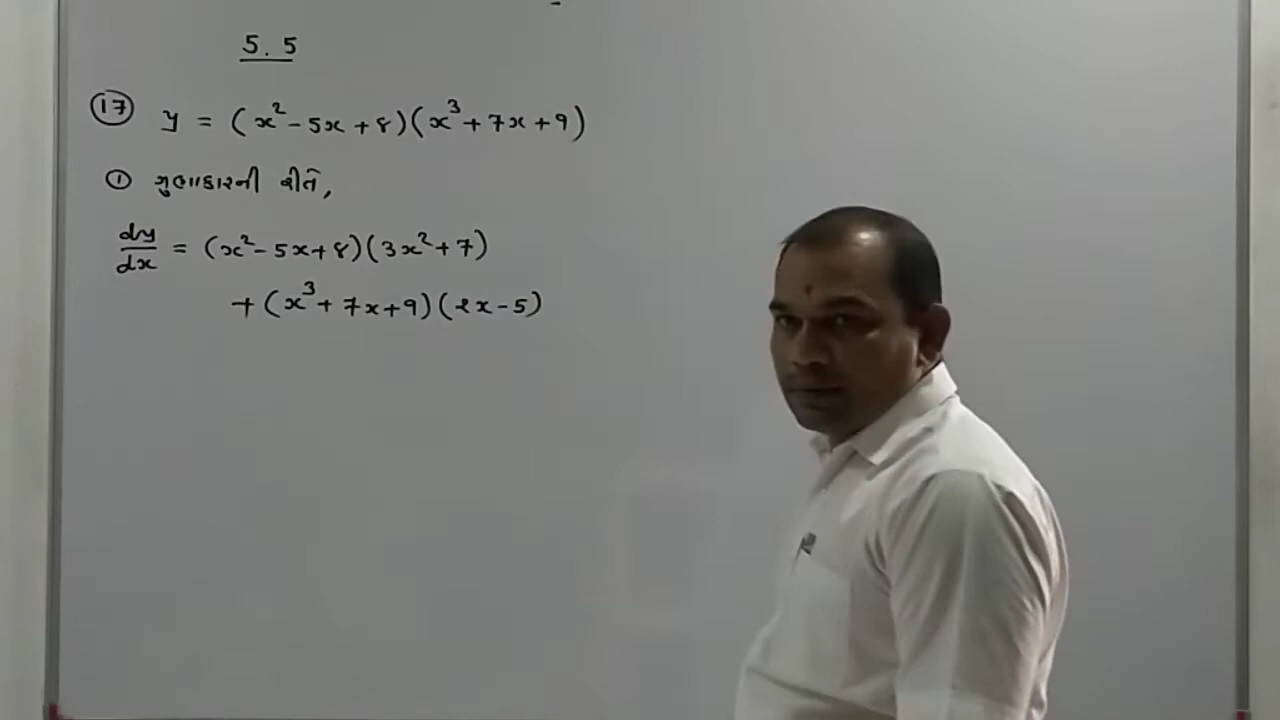 5.5
(17) y = (x² - 5x + 8)(x³ + 7x + 9)
① ગુણાકારની રીતે,
dy/dx = (x² - 5x + 8)(3x² + 7)
+ (x³ + 7x + 9)(2x - 5)